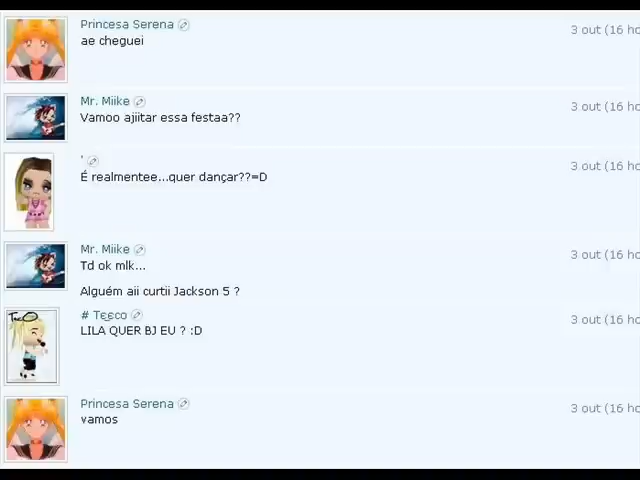 Princesa Serena
3 out (16 ho
ae cheguei
Mr. Miike
3 out (16 ho
Vamoo ajiitar essa festaa??
'
3 out (16 ho
É realmentee...quer dançar??=D
Mr. Miike
3 out (16 ho
Td ok mlk...
Alguém aii curtii Jackson 5 ?
TecO
# Tєєco
3 out (16 ho
LILA QUER BJ EU ? :D
Princesa Serena
3 out (16 ho
vamos